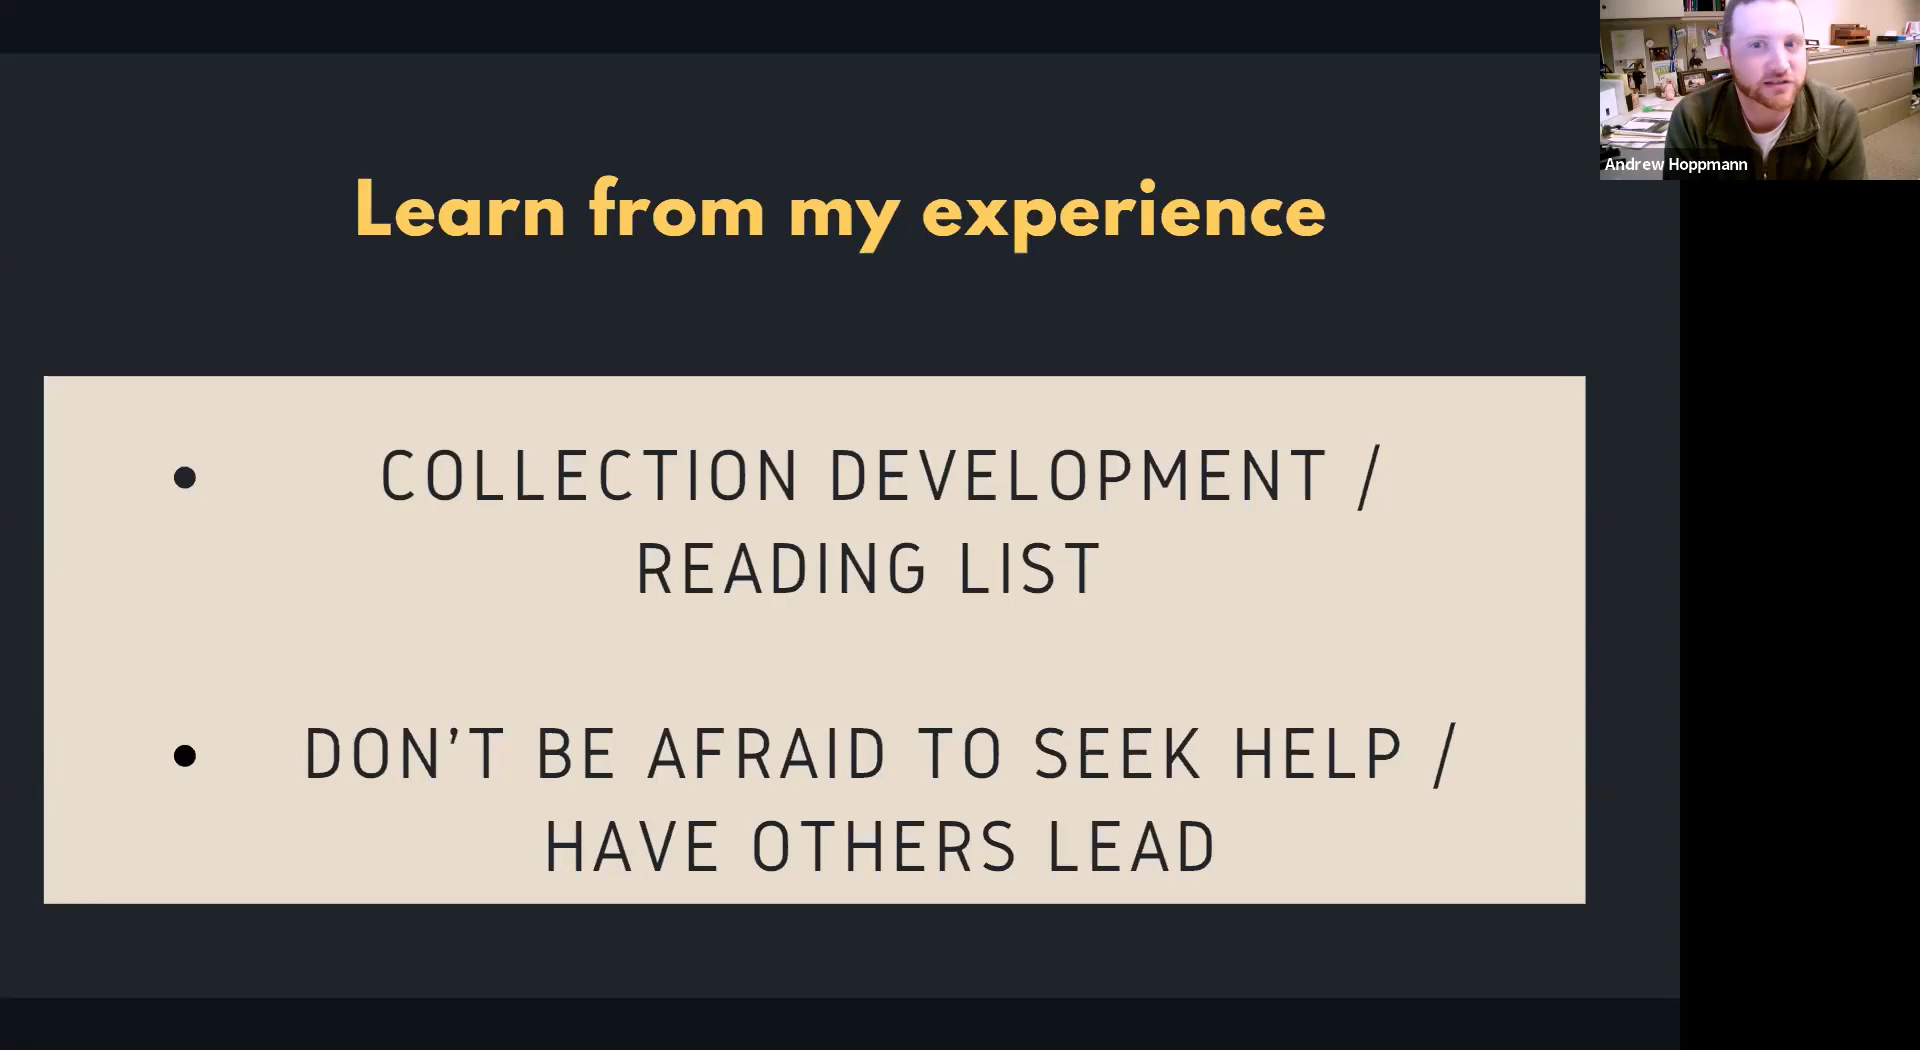 Learn from my experience
• COLLECTION DEVELOPMENT /
READING LIST
• DON’T BE AFRAID TO SEEK HELP /
HAVE OTHERS LEAD
Andrew Hoppmann